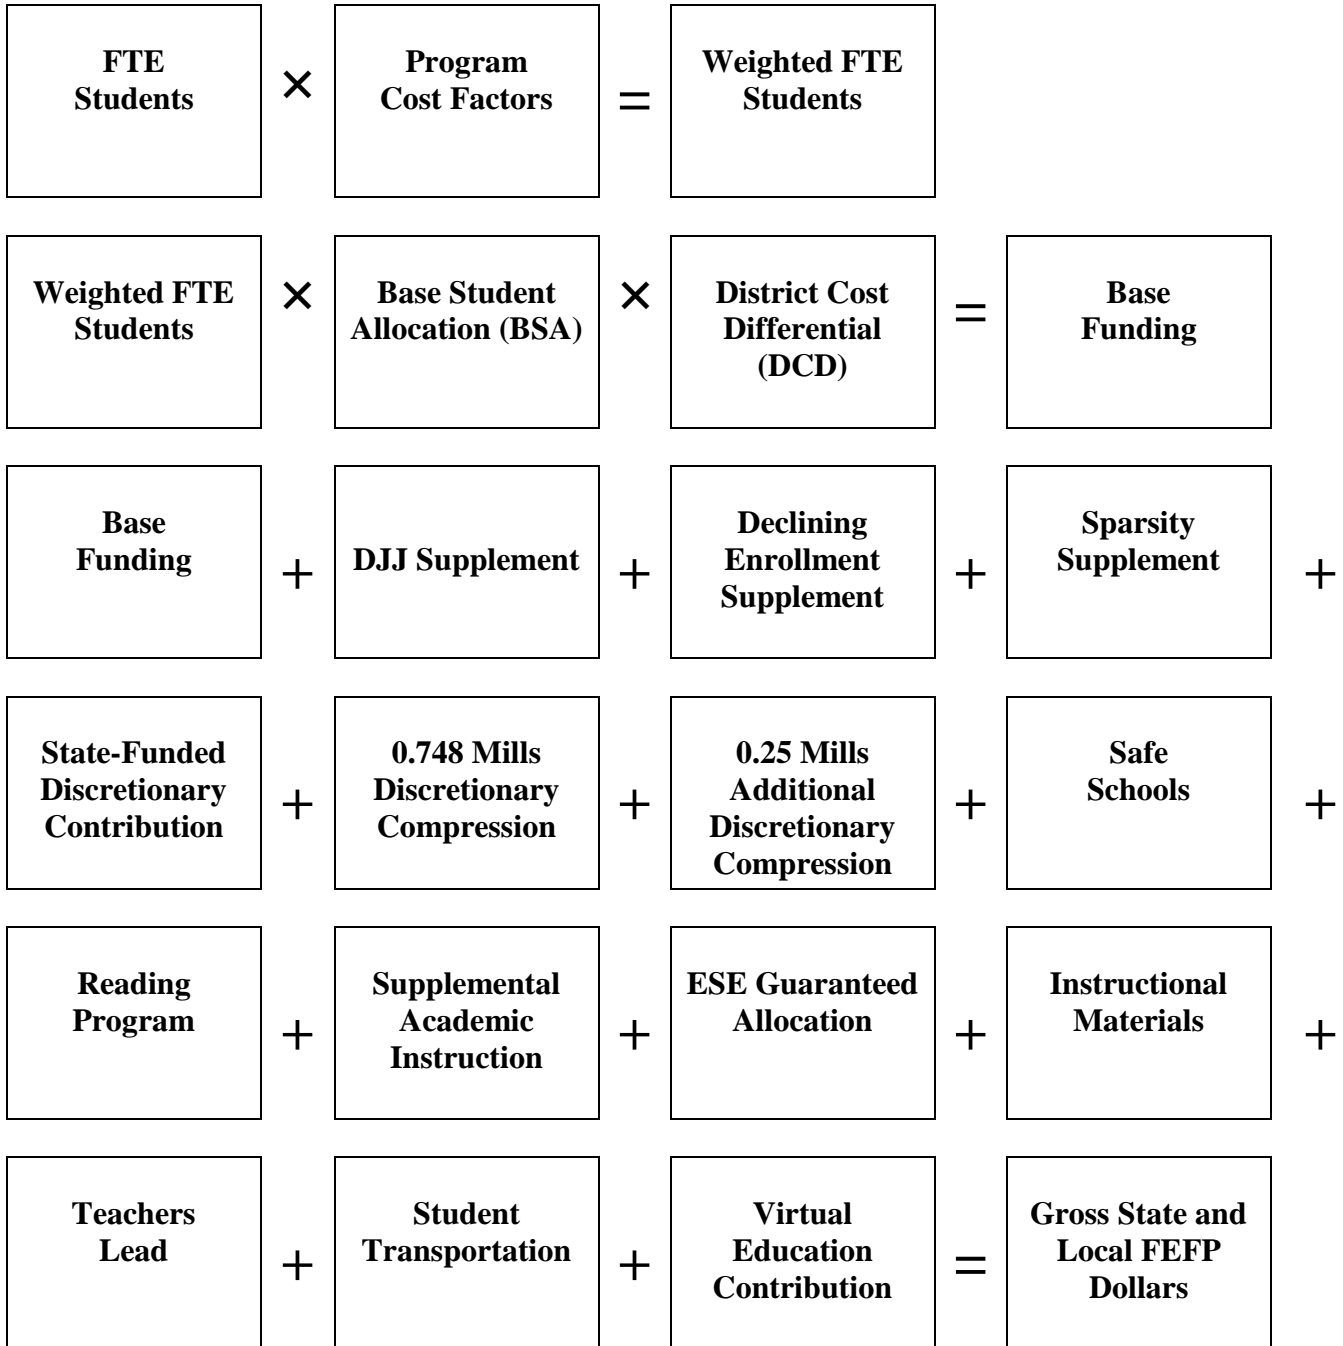 FTE
Students
×
Program
Cost Factors
=
Weighted FTE
Students
Weighted FTE
Students
×
Base Student
Allocation (BSA)
×
District Cost
Differential
(DCD)
=
Base
Funding
Base
Funding
+
DJJ Supplement
+
Declining
Enrollment
Supplement
+
Sparsity
Supplement
+
State-Funded
Discretionary
Contribution
+
0.748 Mills
Discretionary
Compression
+
0.25 Mills
Additional
Discretionary
Compression
+
Safe
Schools
+
Reading
Program
+
Supplemental
Academic
Instruction
+
ESE Guaranteed
Allocation
+
Instructional
Materials
+
Teachers
Lead
+
Student
Transportation
+
Virtual
Education
Contribution
=
Gross State and
Local FEFP
Dollars